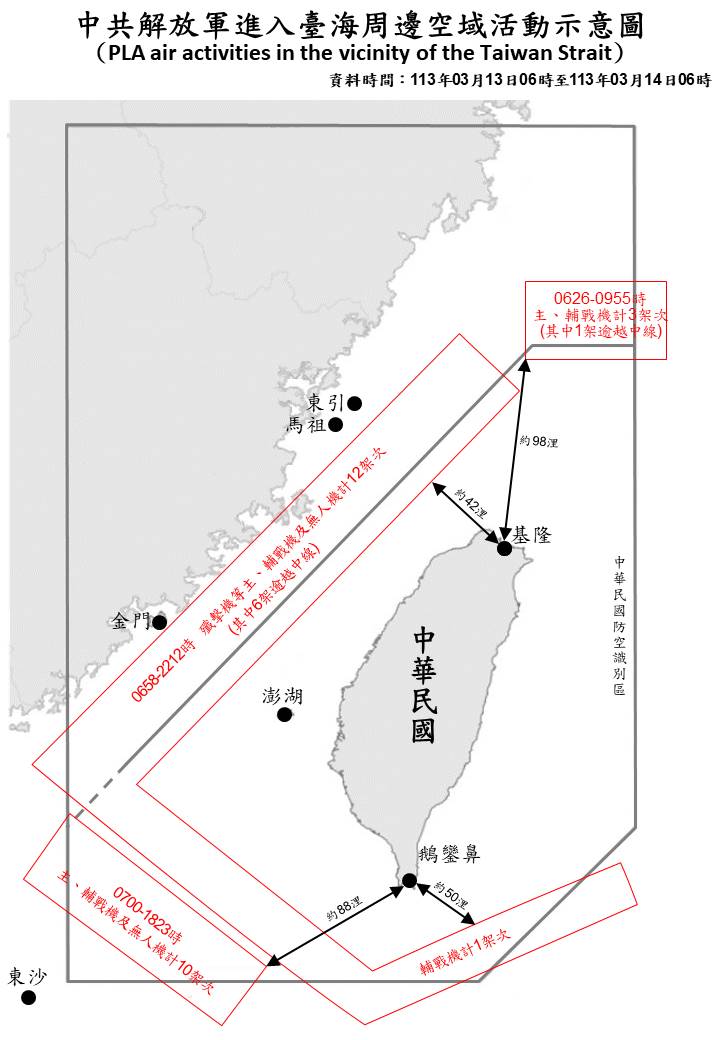 中共解放軍進入臺海周邊空域活動示意圖
（PLA air activities in the vicinity of the Taiwan Strait）
資料時間：113年03月13日06時至113年03月14日06時
0626-0955時
主、輔戰機計3架次
(其中1架逾越中線)
東引
馬祖
約98浬
約42浬
基隆
0658-2212時 殲擊機等主、輔戰機及無人機計12架次
(其中6架逾越中線)
金門
澎湖
中華民國
中華民國防空識別區
鵝鑾鼻
約88浬
約50浬
0700-1823時
主、輔戰機及無人機計10架次
輔戰機計1架次
東沙